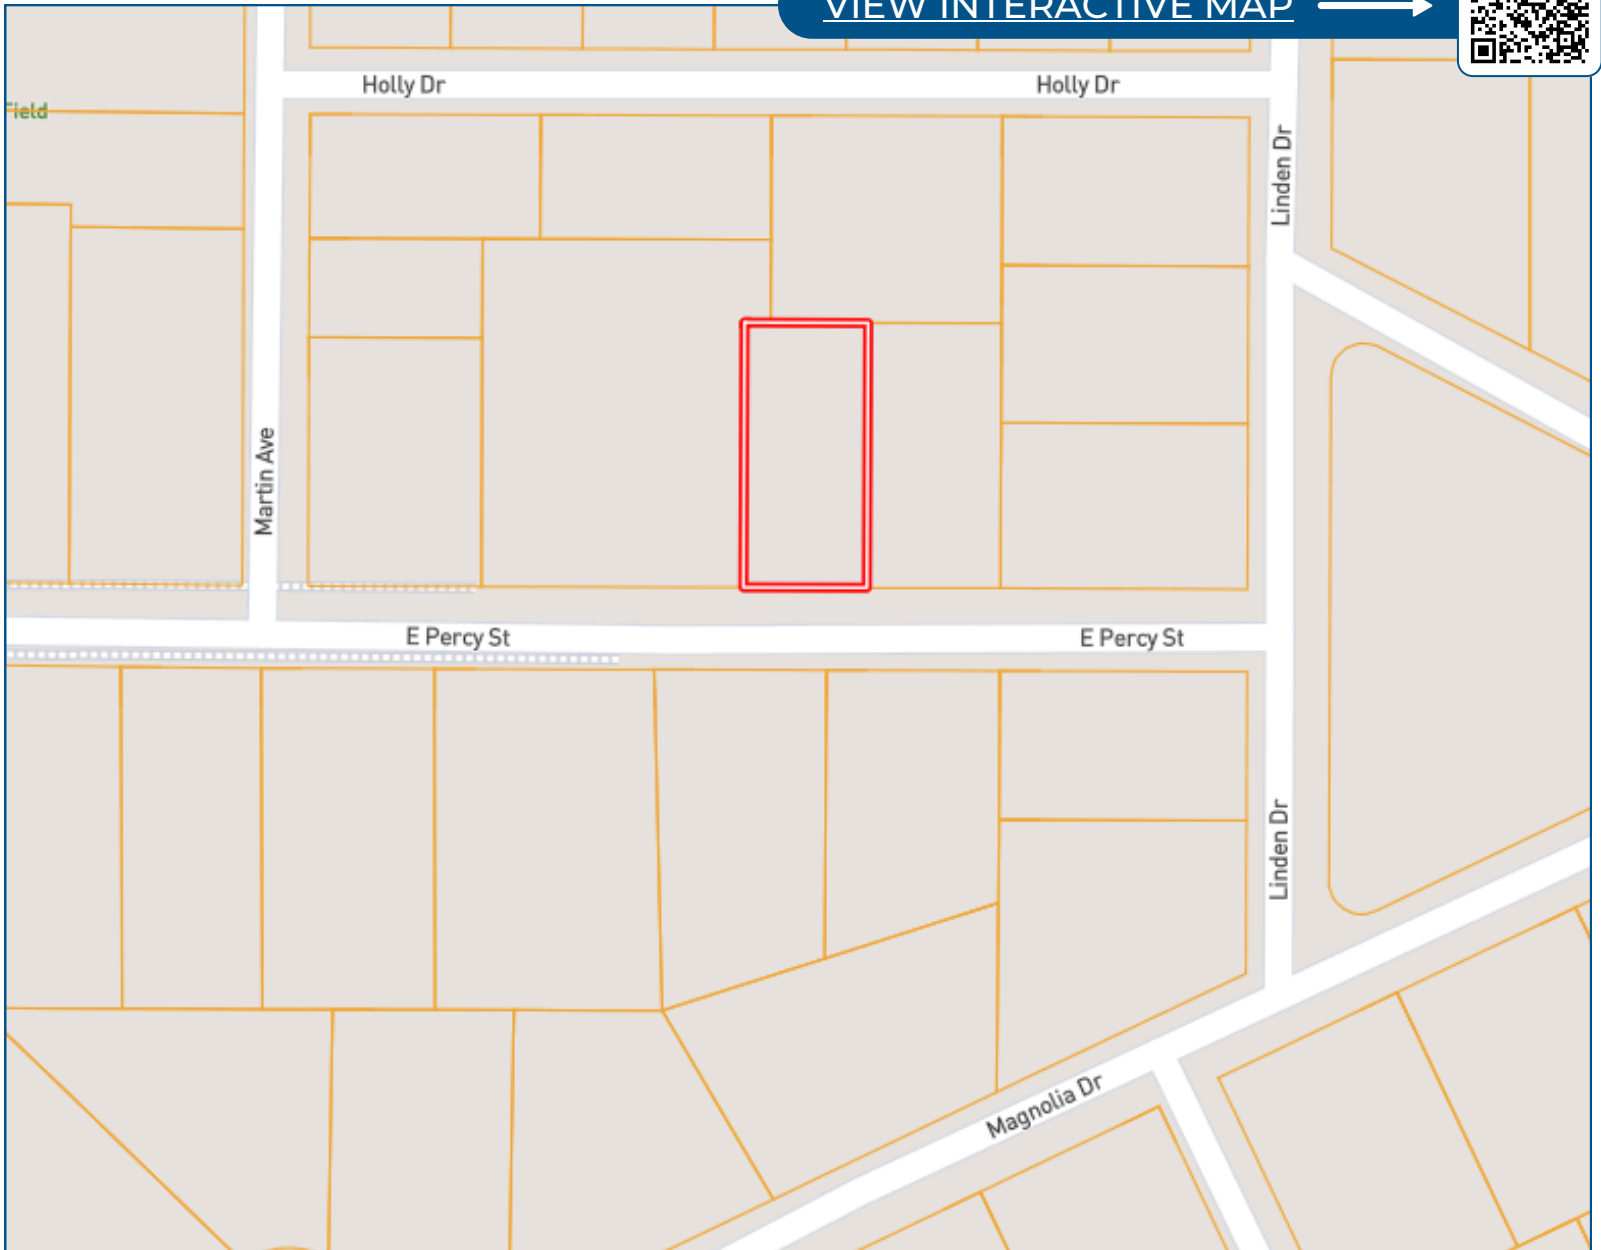 VIEW INTERACTIVE MAP
Holly Dr
Holly Dr
Field
Linden Dr
Martin Ave
E Percy St
E Percy St
Linden Dr
Magnolia Dr